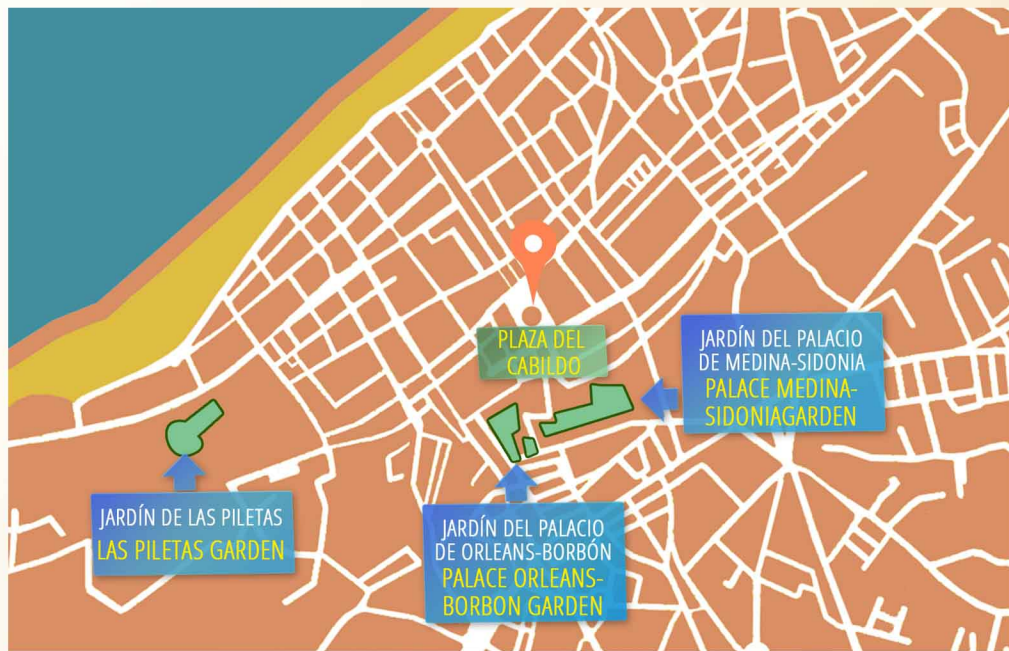 PLAZA DEL
CABILDO
JARDÍN DEL PALACIO
DE MEDINA-SIDONIA
PALACE MEDINA-
SIDONIAGARDEN
JARDÍN DE LAS PILETAS
LAS PILETAS GARDEN
JARDÍN DEL PALACIO
DE ORLEANS-BORBÓN
PALACE ORLEANS-
BORBON GARDEN